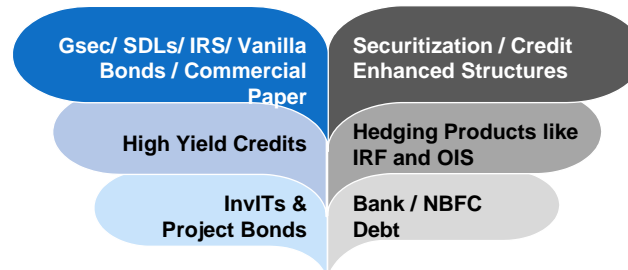 Gsec/ SDLs/ IRS/ Vanilla
Bonds / Commercial
Paper
Securitization / Credit
Enhanced Structures
High Yield Credits
Hedging Products like
IRF and OIS
InvITs &
Project Bonds
Bank / NBFC
Debt